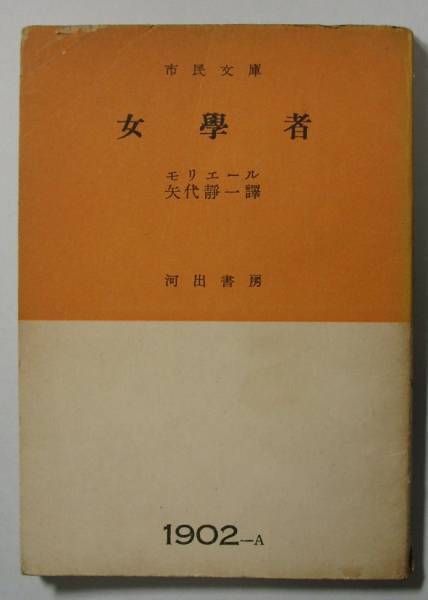 市民文庫
女學者
モリエール
矢代靜一譯
河出書房
1902—A